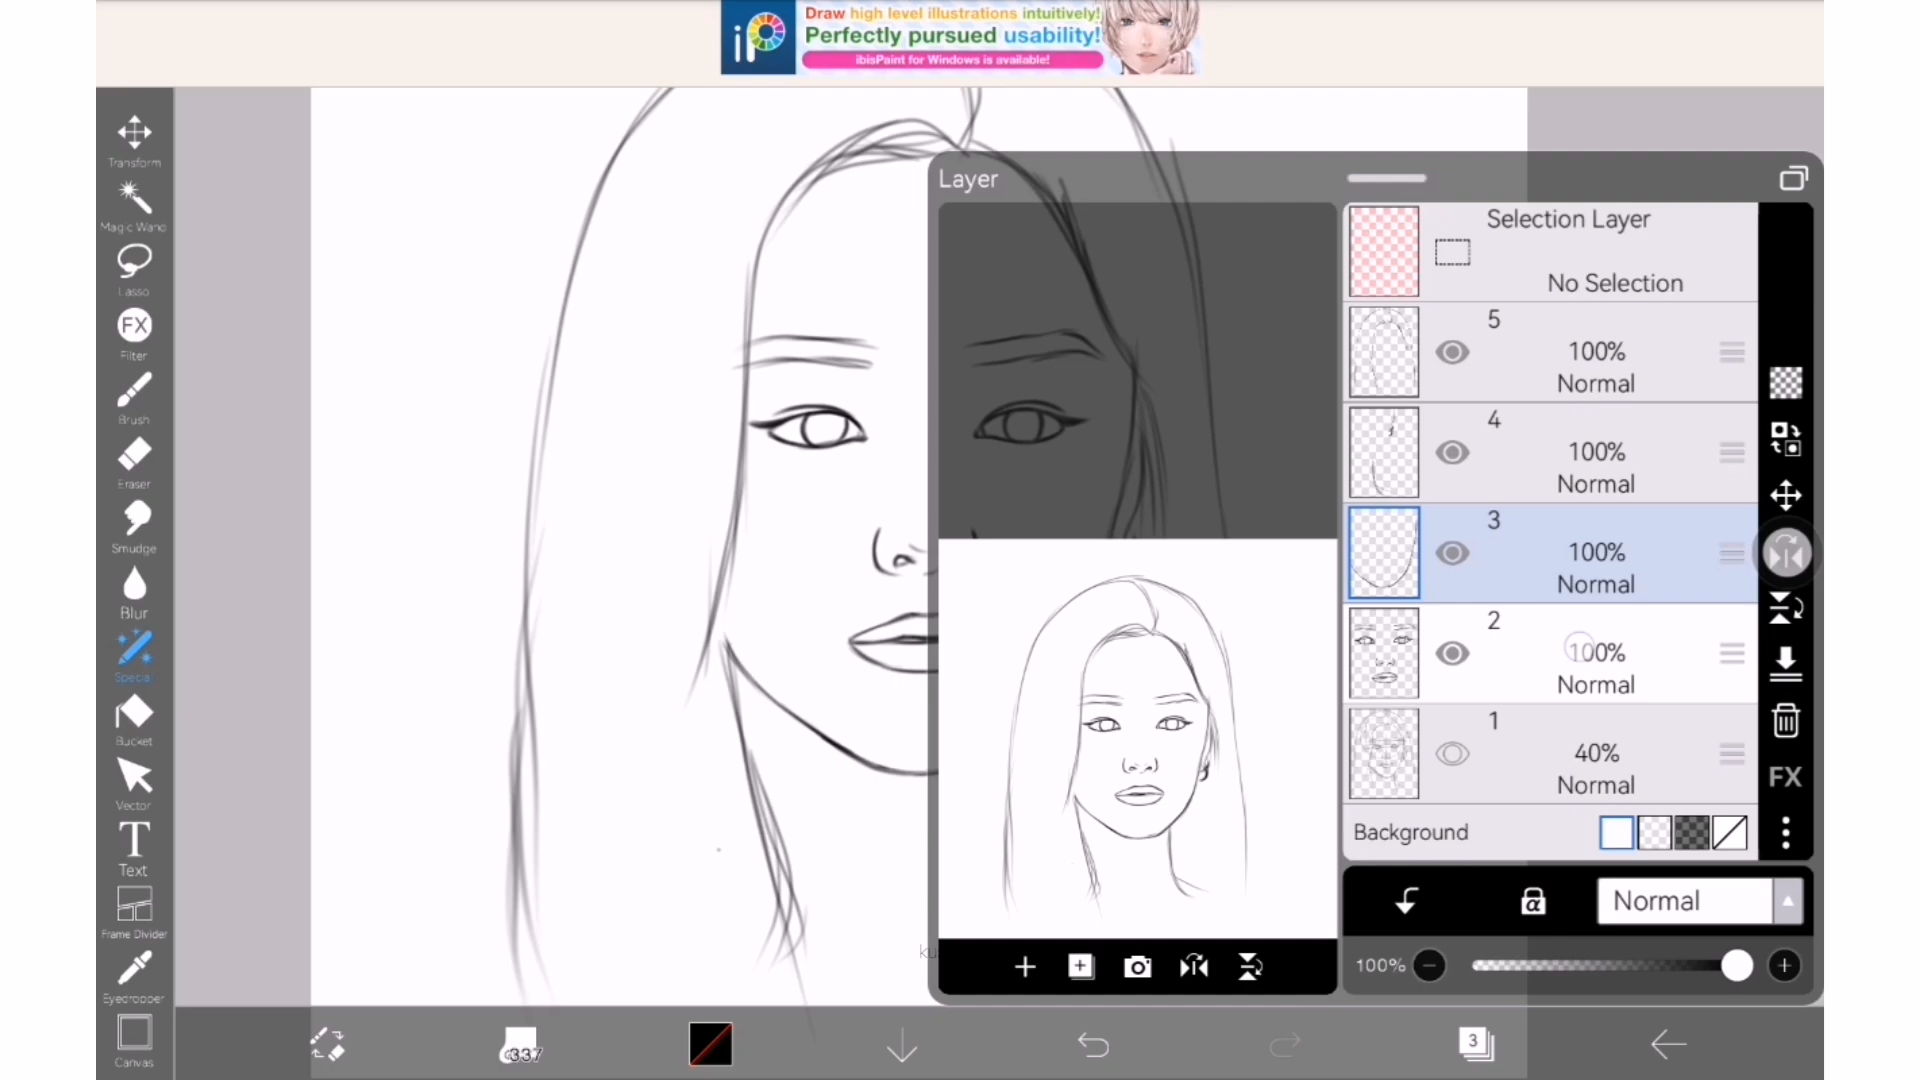 iP
Draw high level illustrations intuitively!
Perfectly pursued usability!
ibisPaint for Windows is available!
Transform
Magic Wand
Lasso
FX
Filter
Brush
Eraser
Smudge
Blur
Special
Bucket
Vector
T
Text
Frame Divider
Eyedropper
Canvas
Layer
Selection Layer
No Selection
5
100%
Normal
4
100%
Normal
3
100%
Normal
2
100%
Normal
1
40%
Normal
Background
FX
α
Normal
100%
337
3